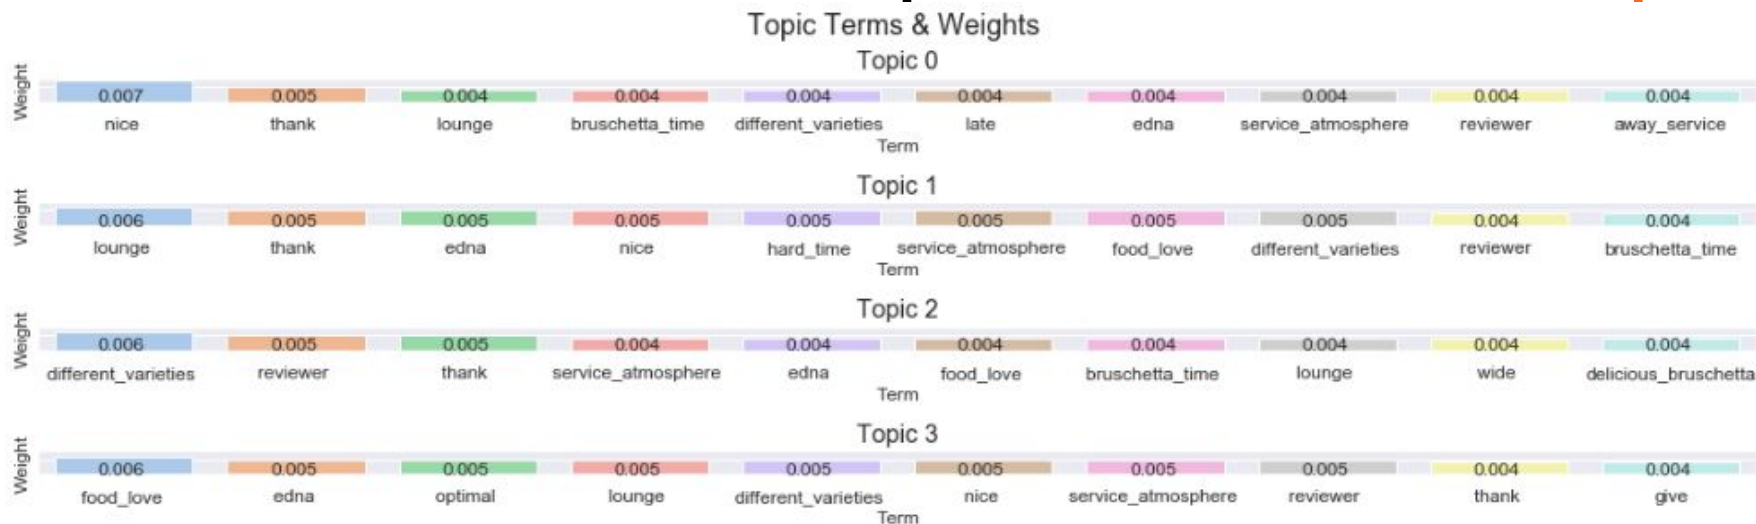 Topic Terms & Weights
Topic 0
Weight
0.007 0.005 0.004 0.004 0.004 0.004 0.004 0.004 0.004 0.004
nice thank lounge bruschetta_time different_varieties late edna service_atmosphere reviewer away_service
Term
Topic 1
Weight
0.006 0.005 0.005 0.005 0.005 0.005 0.005 0.005 0.004 0.004
lounge thank edna nice hard_time service_atmosphere food_love different_varieties reviewer bruschetta_time
Term
Topic 2
Weight
0.006 0.005 0.005 0.004 0.004 0.004 0.004 0.004 0.004 0.004
different_varieties reviewer thank service_atmosphere edna food_love bruschetta_time lounge wide delicious_bruschetta
Term
Topic 3
Weight
0.006 0.005 0.005 0.005 0.005 0.005 0.005 0.005 0.004 0.004
food_love edna optimal lounge different_varieties nice service_atmosphere reviewer thank give
Term